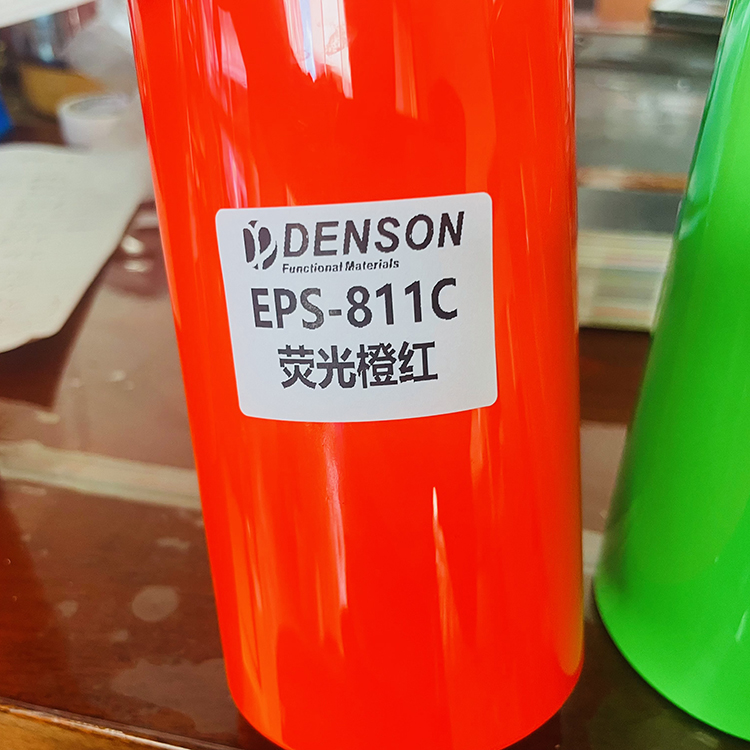 DENSON
Functional Materials
EPS-811C
荧光橙红